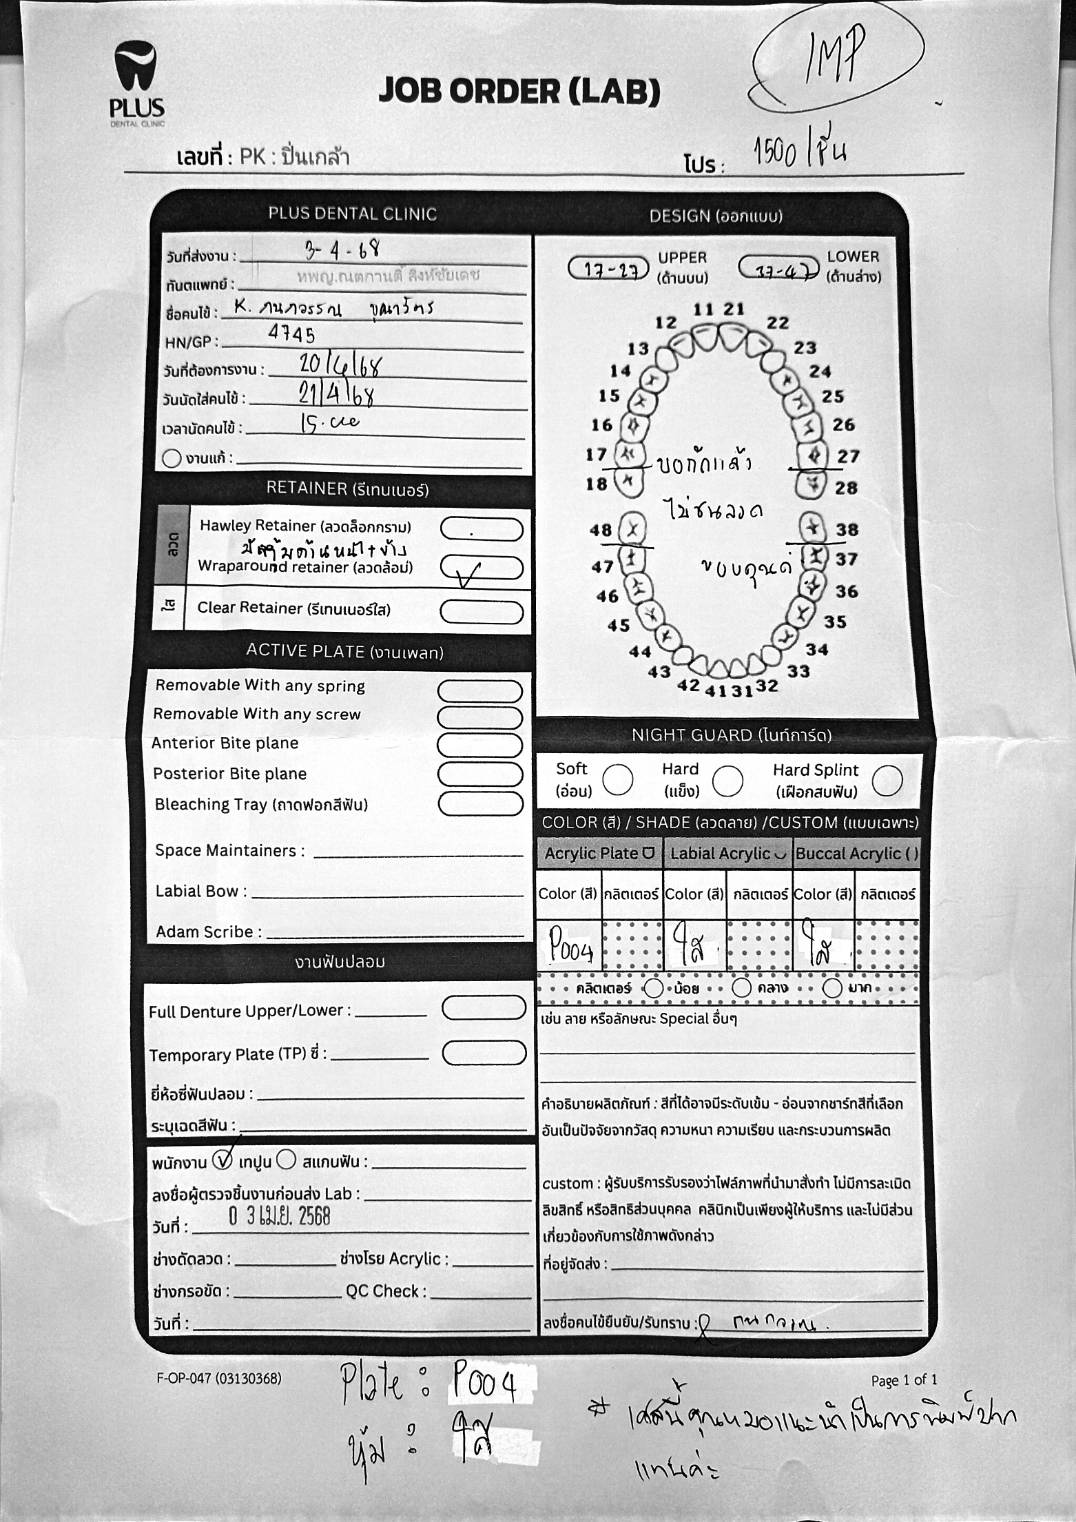 IMP
PLUS
DENTAL CLINIC
JOB ORDER (LAB)
เลขที่ : PK : ปิ่นเกล้า
โปร : 1500/ชิ้น
PLUS DENTAL CLINIC
วันที่ส่งงาน : 3-4-68
ทันตแพทย์ : ทพญ.ณตกานติ์ สิงห์ชัยเดช
ชื่อคนไข้ : K.
HN/GP : 4745
วันที่ต้องการงาน : 20/4/68
วันนัดใส่คนไข้ : 21/4/68
เวลานัดคนไข้ : 15.00
งานแก้ :
RETAINER (รีเทนเนอร์)
ลวด
Hawley Retainer (ลวดล็อกกราม)
มัสหุ้มด้านหน้า+ข้าง
Wraparound retainer (ลวดล้อม)
ใส
Clear Retainer (รีเทนเนอร์ใส)
ACTIVE PLATE (งานเพลท)
Removable With any spring
Removable With any screw
Anterior Bite plane
Posterior Bite plane
Bleaching Tray (ถาดฟอกสีฟัน)
Space Maintainers :
Labial Bow :
Adam Scribe :
งานฟันปลอม
Full Denture Upper/Lower :
Temporary Plate (TP) ซี่ :
ยี่ห้อซี่ฟันปลอม :
ระบุเฉดสีฟัน :
พนักงาน เทปูน สแกนฟัน :
ลงชื่อผู้ตรวจชิ้นงานก่อนส่ง Lab :
วันที่ : 0 3 เม.ย. 2568
ช่างดัดลวด : ช่างโรย Acrylic :
ช่างกรอขัด : QC Check :
วันที่ :
DESIGN (ออกแบบ)
17-27 UPPER (ด้านบน) 37-47 LOWER (ด้านล่าง)
11 21
12 22
13 23
14 24
15 25
16 26
17 27
ขอกัดแล้ว
18 28
ไม่ชนลวด
48 38
47 37
ขอบคุณค่ะ
46 36
45 35
44 34
43 33
42 41 31 32
NIGHT GUARD (ไนท์การ์ด)
Soft (อ่อน) Hard (แข็ง) Hard Splint (เฝือกสบฟัน)
COLOR (สี) / SHADE (ลวดลาย) /CUSTOM (แบบเฉพาะ)
Acrylic Plate Labial Acrylic Buccal Acrylic ( )
Color (สี) กลิตเตอร์ Color (สี) กลิตเตอร์ Color (สี) กลิตเตอร์
P004 ใส ใส
กลิตเตอร์ น้อย กลาง มาก
เช่น ลาย หรือลักษณะ Special อื่นๆ
คำอธิบายผลิตภัณฑ์ : สีที่ได้อาจมีระดับเข้ม - อ่อนจากชาร์ทสีที่เลือก
อันเป็นปัจจัยจากวัสดุ ความหนา ความเรียบ และกระบวนการผลิต
custom : ผู้รับบริการรับรองว่าไฟล์ภาพที่นำมาสั่งทำ ไม่มีการละเมิด
ลิขสิทธิ์ หรือสิทธิส่วนบุคคล คลินิกเป็นเพียงผู้ให้บริการ และไม่มีส่วน
เกี่ยวข้องกับการใช้ภาพดังกล่าว
ที่อยู่จัดส่ง :
ลงชื่อคนไข้ยืนยัน/รับทราบ :
F-OP-047 (03130368)
Page 1 of 1
Plate : P004
หุ้ม : ใส
* เคสนี้คุณหมอแนะนำเป็นการพิมพ์ปาก
แทนค่ะ